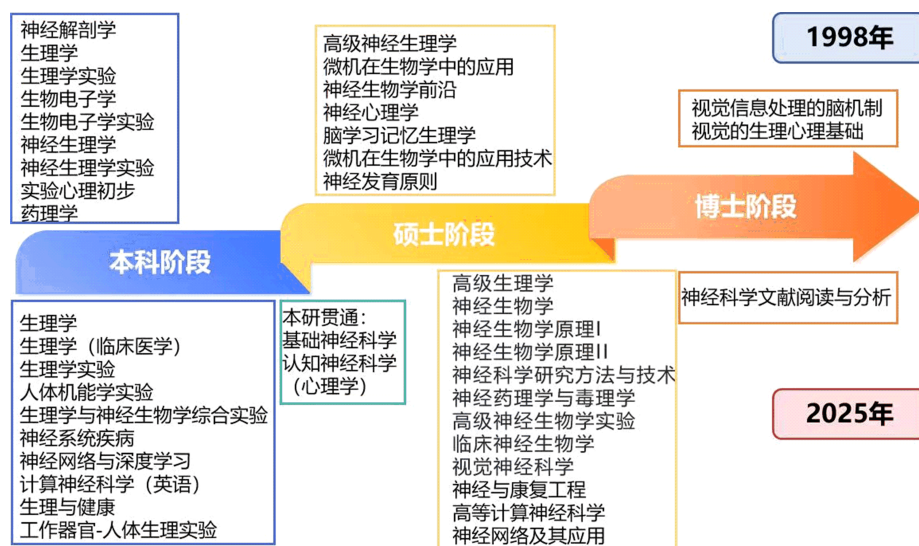 神经解剖学
生理学
生理学实验
生物电子学
生物电子学实验
神经生理学
神经生理学实验
实验心理初步
药理学
高级神经生理学
微机在生物学中的应用
神经生物学前沿
神经心理学
脑学习记忆生理学
微机在生物学中的应用技术
神经发育原则
1998年
视觉信息处理的脑机制
视觉的生理心理基础
本科阶段
硕士阶段
博士阶段
生理学
生理学（临床医学）
生理学实验
人体机能学实验
生理学与神经生物学综合实验
神经系统疾病
神经网络与深度学习
计算神经科学（英语）
生理与健康
工作器官-人体生理实验
本研贯通：
基础神经科学
认知神经科学
（心理学）
高级生理学
神经生物学
神经生物学原理I
神经生物学原理II
神经科学研究方法与技术
神经药理学与毒理学
高级神经生物学实验
临床神经生物学
视觉神经科学
神经与康复工程
高等计算神经科学
神经网络及其应用
神经科学文献阅读与分析
2025年